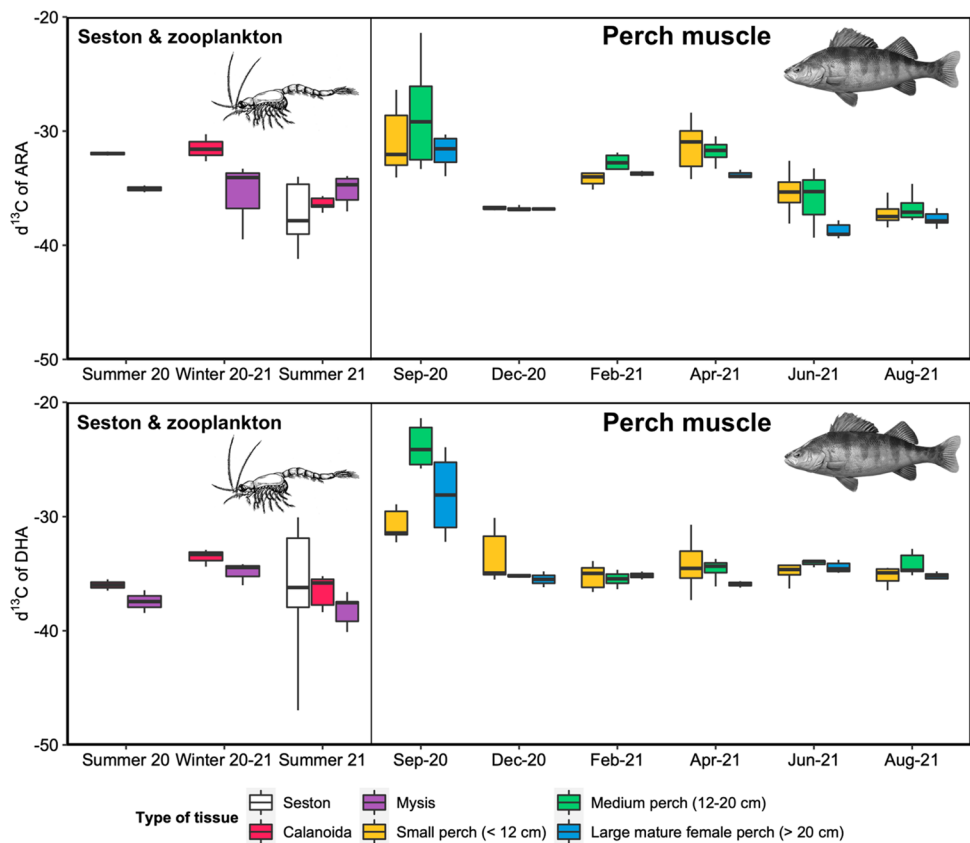 -20
Seston & zooplankton
Perch muscle
-30
d13C of ARA
-40
-50
Summer 20 Winter 20-21 Summer 21 Sep-20 Dec-20 Feb-21 Apr-21 Jun-21 Aug-21
-20
Seston & zooplankton
Perch muscle
-30
d13C of DHA
-40
-50
Summer 20 Winter 20-21 Summer 21 Sep-20 Dec-20 Feb-21 Apr-21 Jun-21 Aug-21
Type of tissue
Seston Mysis Medium perch (12-20 cm)
Calanoida Small perch (< 12 cm) Large mature female perch (> 20 cm)